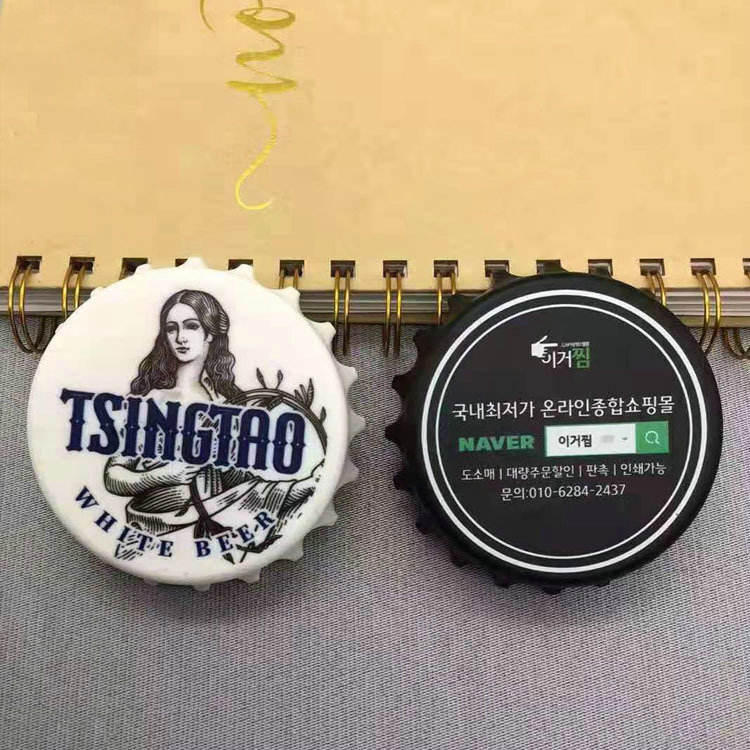 TSINGTAO
WHITE BEER
이거찜
국내최저가 온라인종합쇼핑몰
NAVER 이거찜
도소매 | 대량주문할인 | 판촉 | 인쇄가능
문의:010-6284-2437